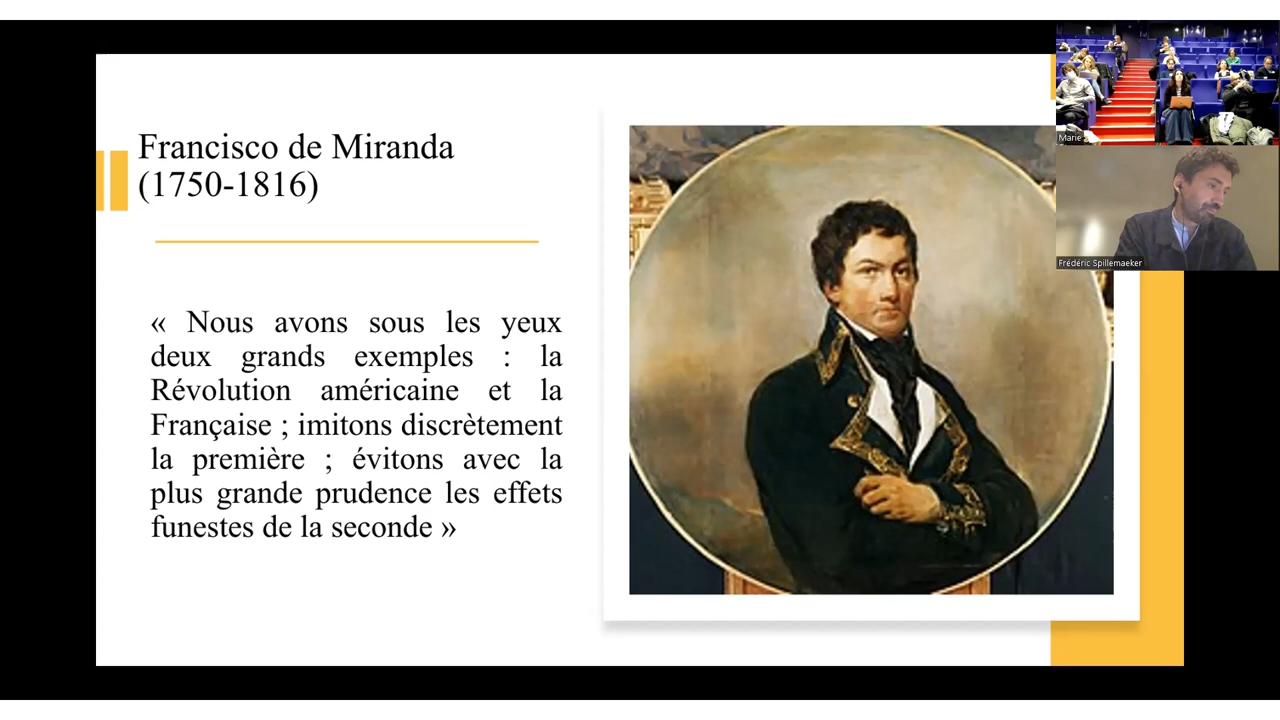 Francisco de Miranda
(1750-1816)
« Nous avons sous les yeux
deux grands exemples : la
Révolution américaine et la
Française ; imitons discrètement
la première ; évitons avec la
plus grande prudence les effets
funestes de la seconde »
Marie
Frédéric Spillemaeker